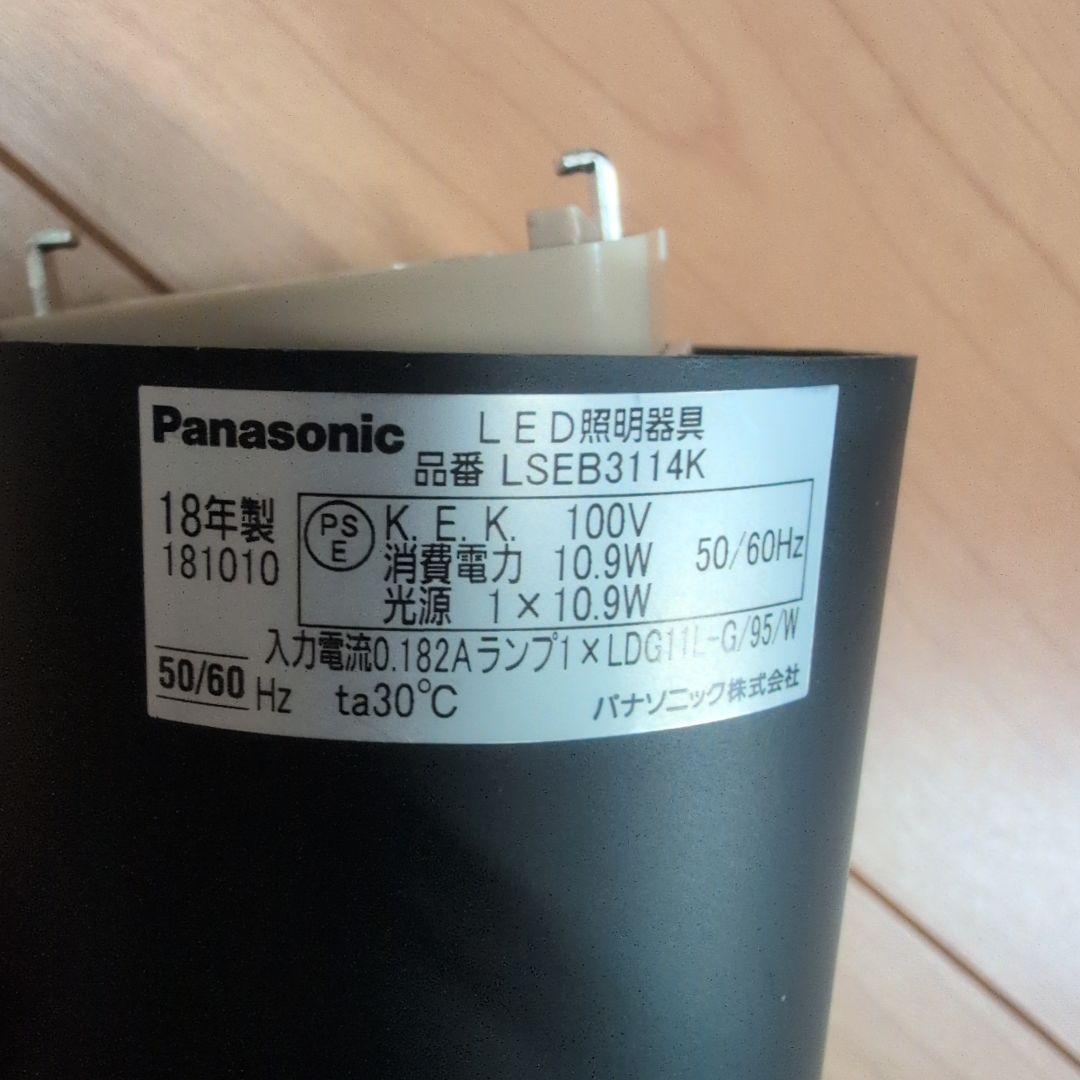 Panasonic LED照明器具
品番 LSEB3114K
18年製
181010
PS
E
K.E.K. 100V
消費電力 10.9W 50/60Hz
光源 1×10.9W
入力電流0.182Aランプ1×LDG11L-G/95/W
50/60 Hz ta30℃ パナソニック株式会社